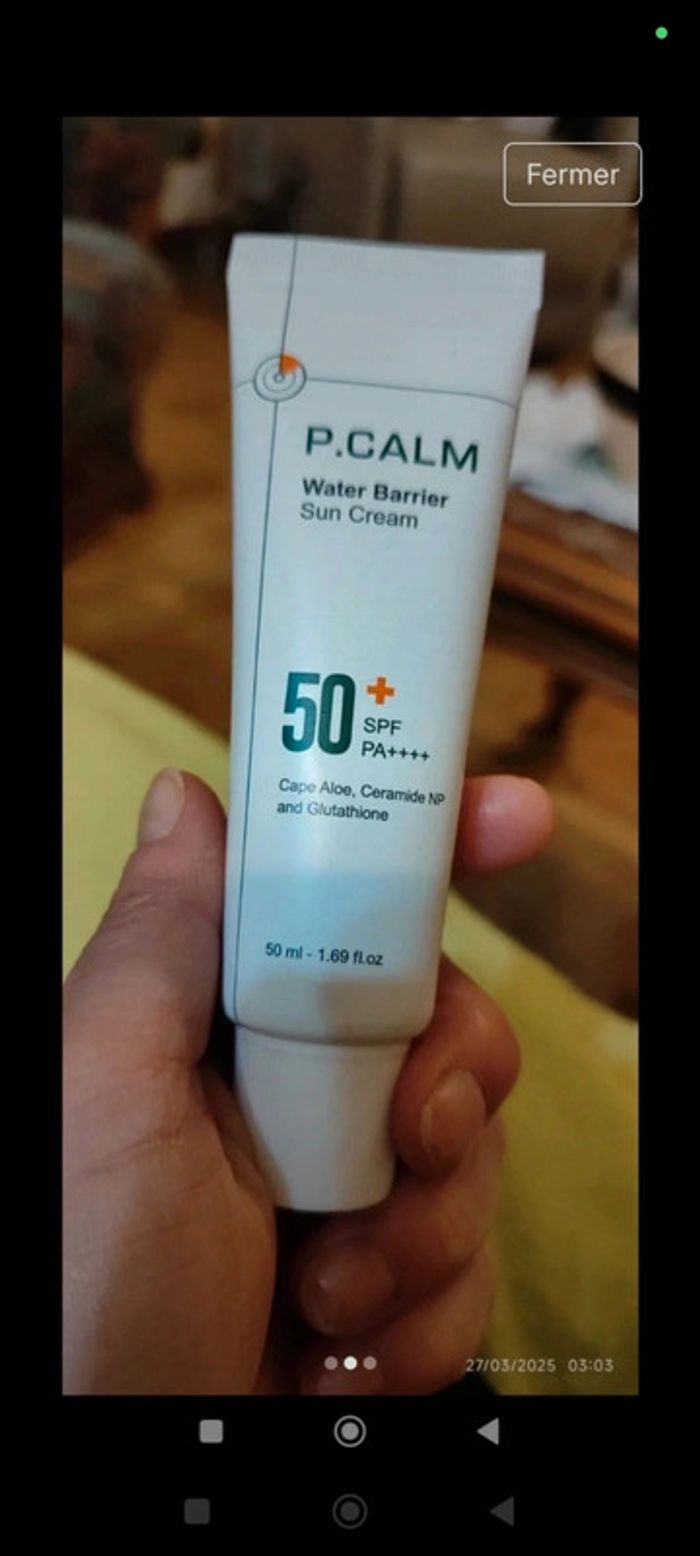 Fermer
P.CALM
Water Barrier
Sun Cream
50+
SPF
PA++++
Cape Aloe, Ceramide NP
and Glutathione
50 ml - 1.69 fl.oz
27/03/2025 03:03